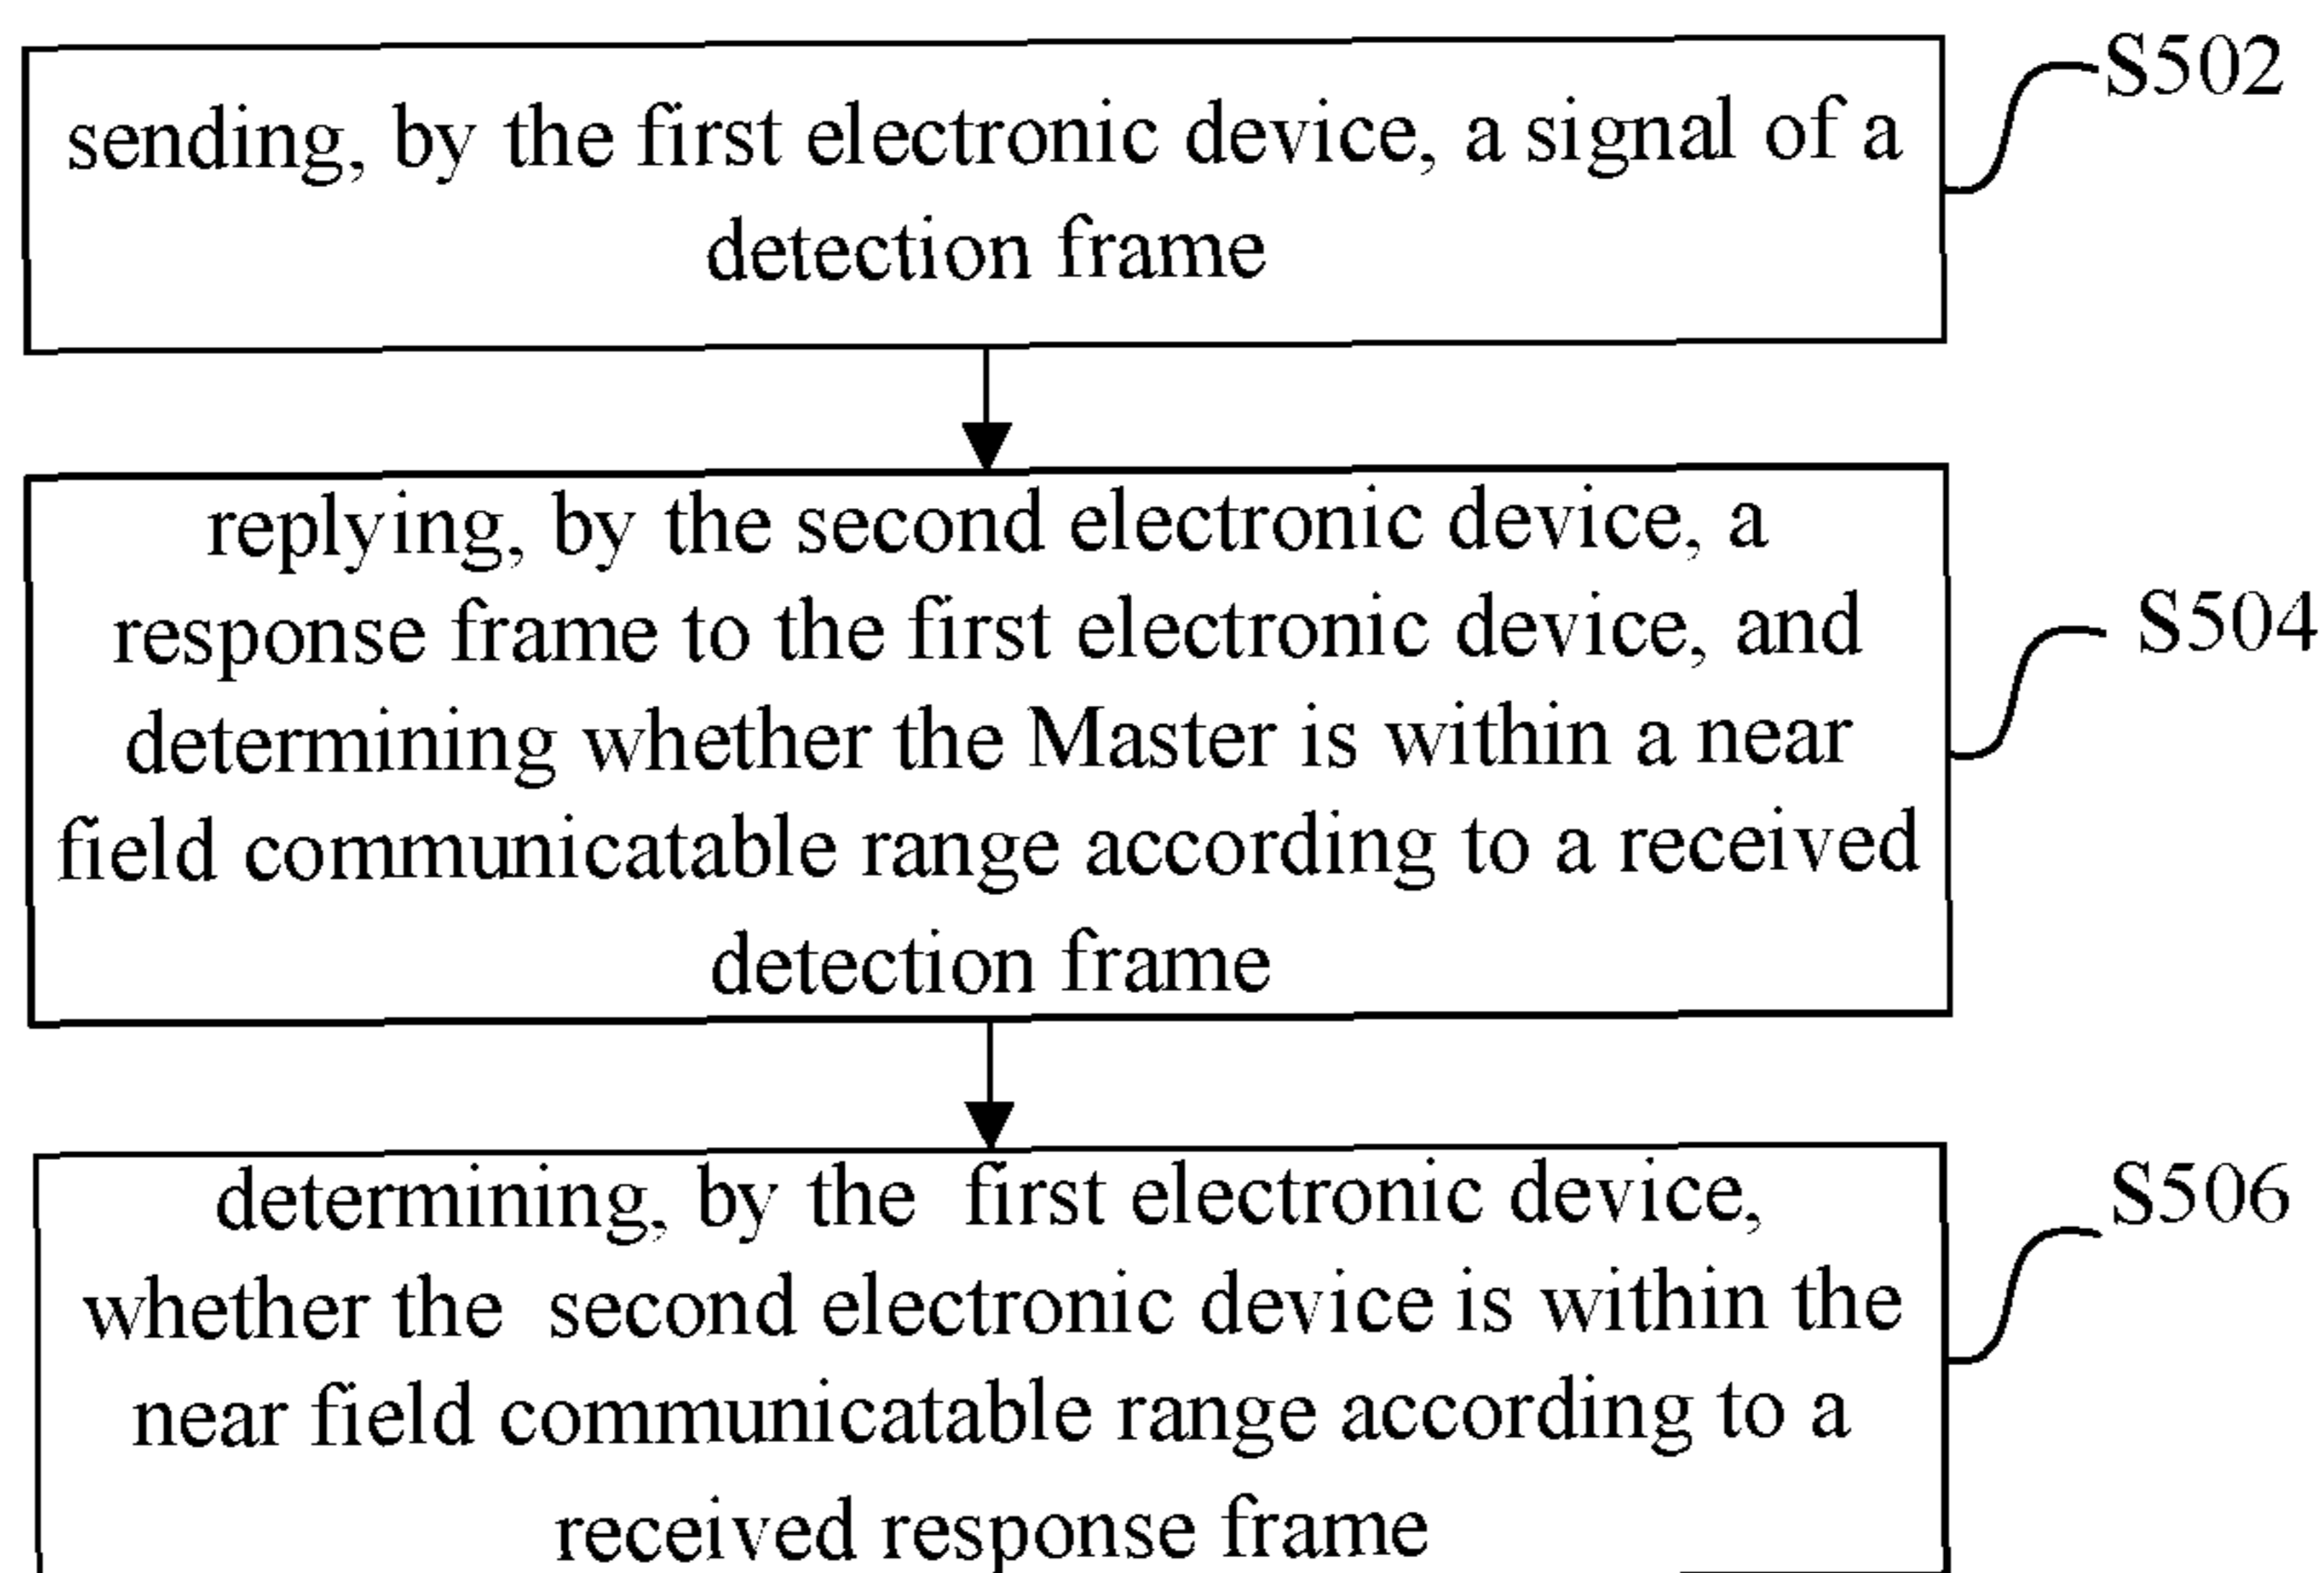 S502
sending, by the first electronic device, a signal of a
detection frame
replying, by the second electronic device, a
response frame to the first electronic device, and
S504
determining whether the Master is within a near
field communicatable range according to a received
detection frame
determining, by the first electronic device,
S506
whether the second electronic device is within the
near field communicatable range according to a
received response frame